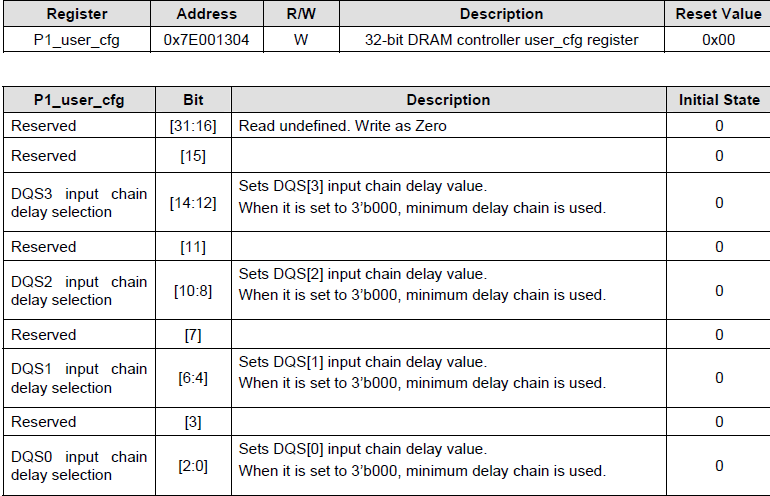 Register Address R/W Description Reset Value
P1_user_cfg 0x7E001304 W 32-bit DRAM controller user_cfg register 0x00
P1_user_cfg Bit Description Initial State
Reserved [31:16] Read undefined. Write as Zero 0
Reserved [15] 0
DQS3 input chain
delay selection
[14:12]
Sets DQS[3] input chain delay value.
When it is set to 3'b000, minimum delay chain is used.
0
Reserved [11] 0
DQS2 input chain
delay selection
[10:8]
Sets DQS[2] input chain delay value.
When it is set to 3'b000, minimum delay chain is used.
0
Reserved [7] 0
DQS1 input chain
delay selection
[6:4]
Sets DQS[1] input chain delay value.
When it is set to 3'b000, minimum delay chain is used.
0
Reserved [3] 0
DQS0 input chain
delay selection
[2:0]
Sets DQS[0] input chain delay value.
When it is set to 3'b000, minimum delay chain is used.
0